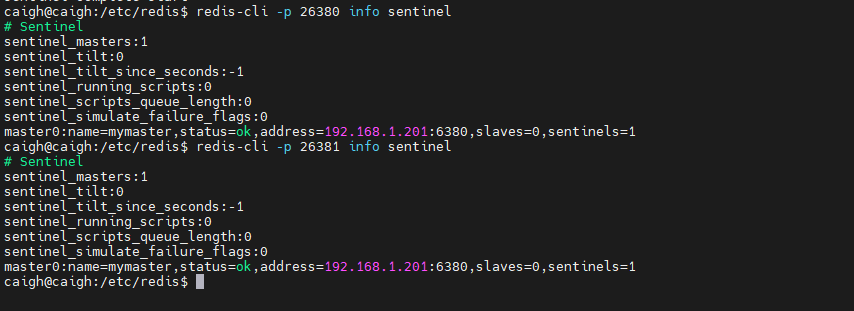 caigh@caigh:/etc/redis$ redis-cli -p 26380 info sentinel
# Sentinel
sentinel_masters:1
sentinel_tilt:0
sentinel_tilt_since_seconds:-1
sentinel_running_scripts:0
sentinel_scripts_queue_length:0
sentinel_simulate_failure_flags:0
master0:name=mymaster,status=ok,address=192.168.1.201:6380,slaves=0,sentinels=1
caigh@caigh:/etc/redis$ redis-cli -p 26381 info sentinel
# Sentinel
sentinel_masters:1
sentinel_tilt:0
sentinel_tilt_since_seconds:-1
sentinel_running_scripts:0
sentinel_scripts_queue_length:0
sentinel_simulate_failure_flags:0
master0:name=mymaster,status=ok,address=192.168.1.201:6380,slaves=0,sentinels=1
caigh@caigh:/etc/redis$